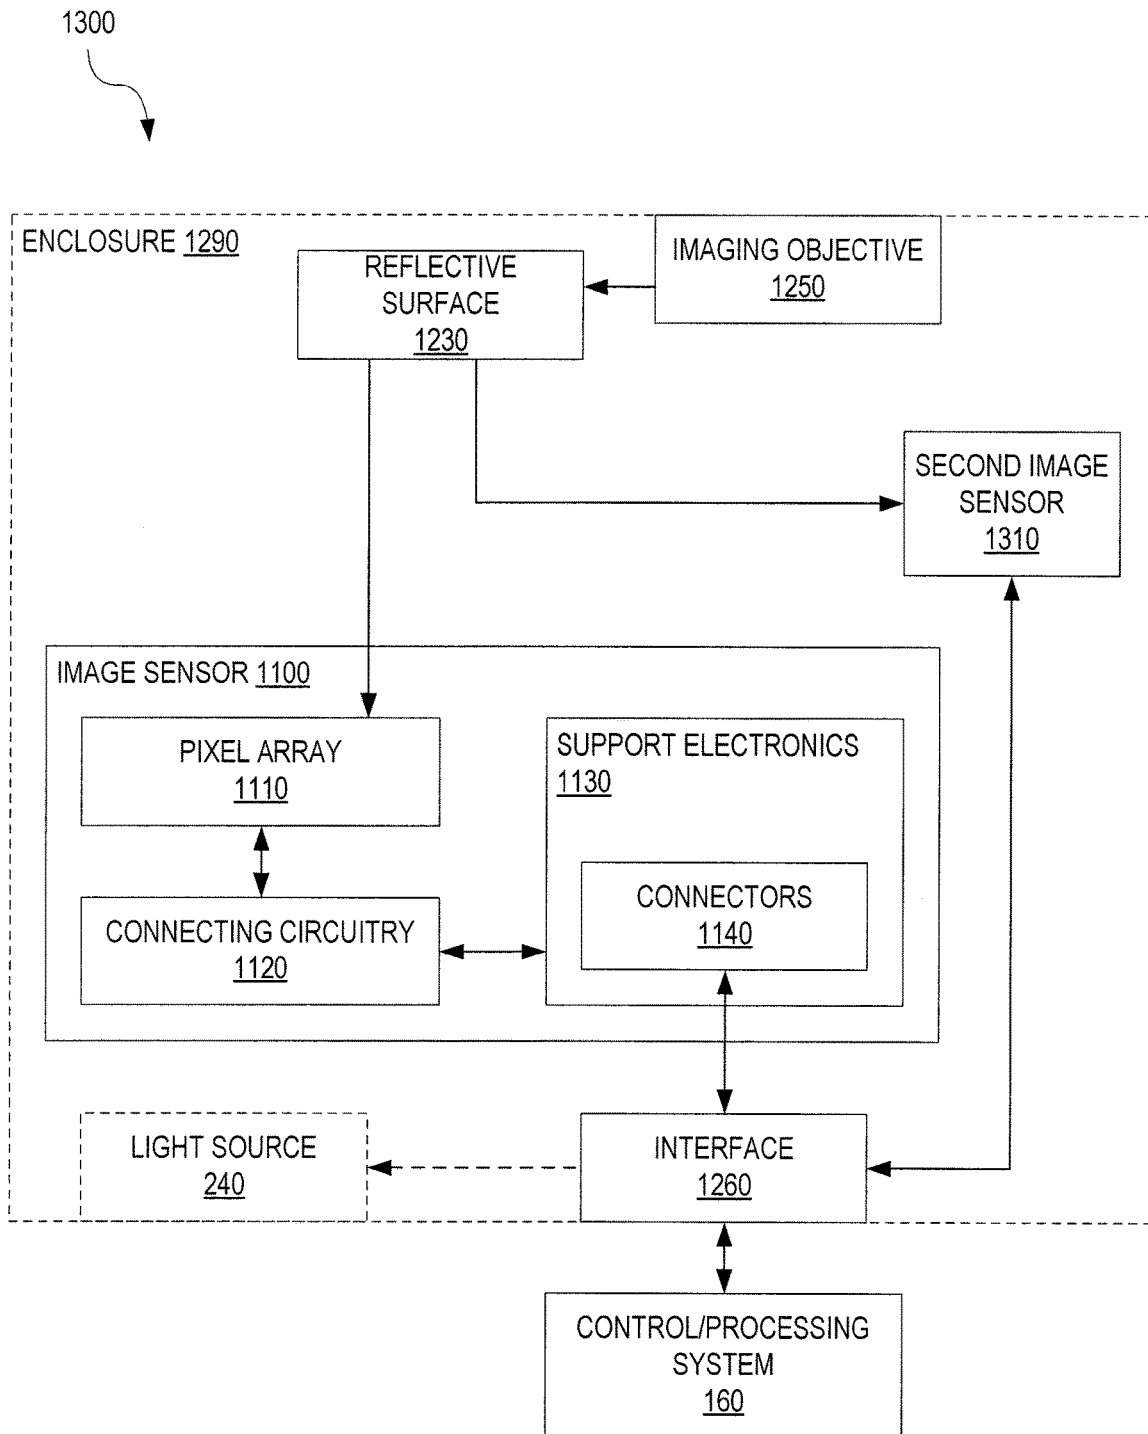 1300
ENCLOSURE 1290
REFLECTIVE
SURFACE
1230
IMAGING OBJECTIVE
1250
SECOND IMAGE
SENSOR
1310
IMAGE SENSOR 1100
PIXEL ARRAY
1110
SUPPORT ELECTRONICS
1130
CONNECTORS
1140
CONNECTING CIRCUITRY
1120
LIGHT SOURCE
240
INTERFACE
1260
CONTROL/PROCESSING
SYSTEM
160